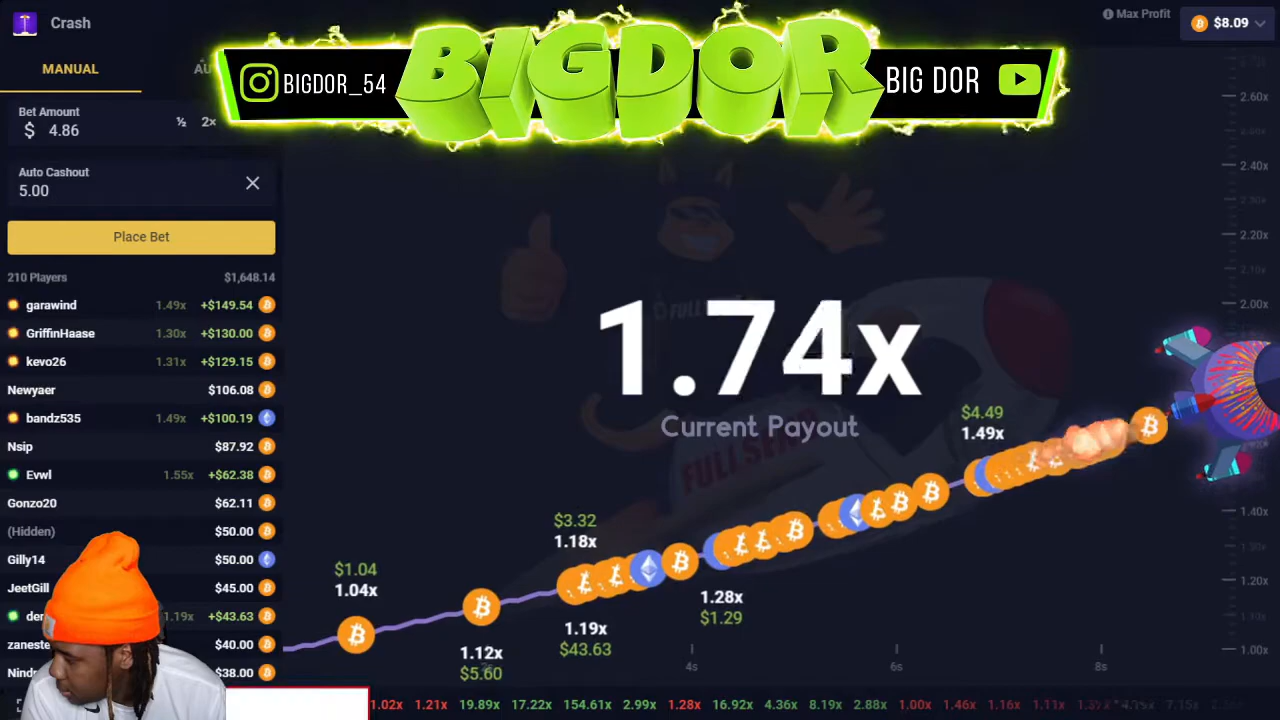 Crash
Max Profit
$8.09
BIGDOR_54
BIGDOR
BIG DOR
MANUAL
AU
Bet Amount
$ 4.86
½ 2x
Auto Cashout
5.00
Place Bet
210 Players $1,648.14
garawind 1.49x +$149.54
GriffinHaase 1.30x +$130.00
kevo26 1.31x +$129.15
Newyaer $106.08
bandz535 1.49x +$100.19
Nsip $87.92
Evwl 1.55x +$62.38
Gonzo20 $62.11
(Hidden) $50.00
Gilly14 $50.00
JeetGill $45.00
der 1.19x +$43.63
zaneste $40.00
Nindr $38.00
1.74x
Current Payout
FULL SEND
$4.49
1.49x
$3.32
1.18x
$1.04
1.04x
1.28x
$1.29
1.19x
$43.63
1.12x
$5.60
2.60x
2.40x
2.20x
2.00x
1.40x
1.20x
1.00x
4s 6s 8s
1.02x 1.21x 19.89x 17.22x 154.61x 2.99x 1.28x 16.92x 4.36x 8.19x 2.88x 1.00x 1.46x 1.16x 1.11x